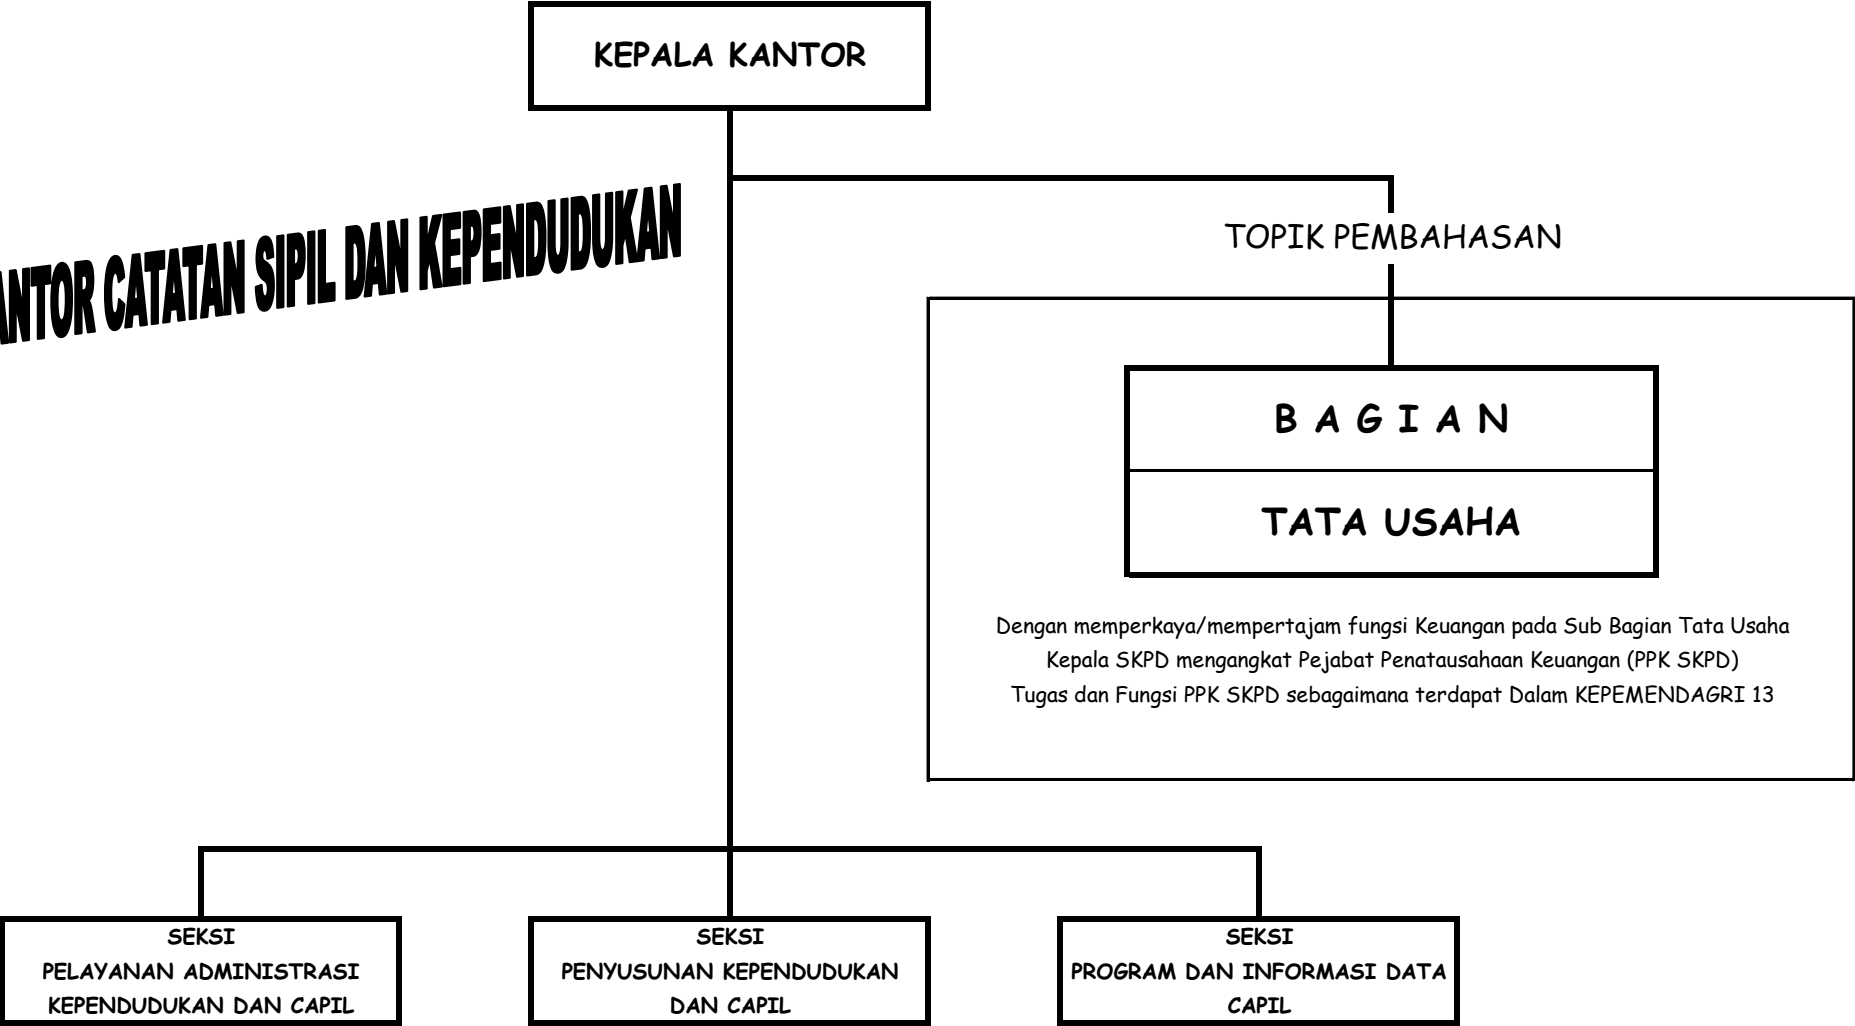 KEPALA KANTOR
ANTOR CATATAN SIPIL DAN KEPENDUDUKAN
TOPIK PEMBAHASAN
B A G I A N
TATA USAHA
Dengan memperkaya/mempertajam fungsi Keuangan pada Sub Bagian Tata Usaha
Kepala SKPD mengangkat Pejabat Penatausahaan Keuangan (PPK SKPD)
Tugas dan Fungsi PPK SKPD sebagaimana terdapat Dalam KEPEMENDAGRI 13
SEKSI
PELAYANAN ADMINISTRASI
KEPENDUDUKAN DAN CAPIL
SEKSI
PENYUSUNAN KEPENDUDUKAN
DAN CAPIL
SEKSI
PROGRAM DAN INFORMASI DATA
CAPIL